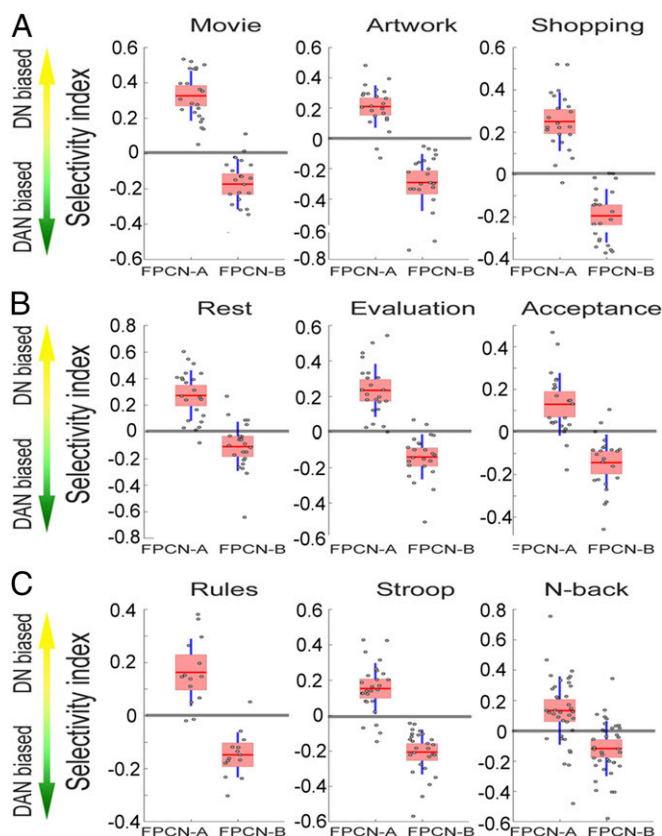 A
Movie Artwork Shopping
DAN biased DN biased
Selectivity index
0.6 0.4 0.2 0 -0.2 -0.4 -0.6
0.6 0.4 0.2 0 -0.2 -0.4 -0.6 -0.8
0.6 0.4 0.2 0 -0.2 -0.4
FPCN-A FPCN-B FPCN-A FPCN-B FPCN-A FPCN-B
B
Rest Evaluation Acceptance
DAN biased DN biased
Selectivity index
0.8 0.6 0.4 0.2 0 -0.2 -0.4 -0.6 -0.8
0.6 0.4 0.2 0 -0.2 -0.4 -0.6
0.4 0.2 0 -0.2 -0.4
FPCN-A FPCN-B FPCN-A FPCN-B FPCN-A FPCN-B
C
Rules Stroop N-back
DAN biased DN biased
Selectivity index
0.4 0.2 0 -0.2 -0.4
0.6 0.4 0.2 0 -0.2 -0.4 -0.6
0.8 0.6 0.4 0.2 0 -0.2 -0.4 -0.6
FPCN-A FPCN-B FPCN-A FPCN-B FPCN-A FPCN-B